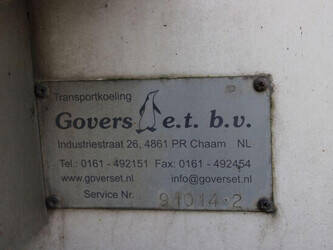 Transportkoeling
Govers e.t. b.v.
Industriestraat 26, 4861 PR Chaam NL
Tel.: 0161 - 492151 Fax: 0161 - 492454
www.goverset.nl info@goverset.nl
Service Nr. 91014-2